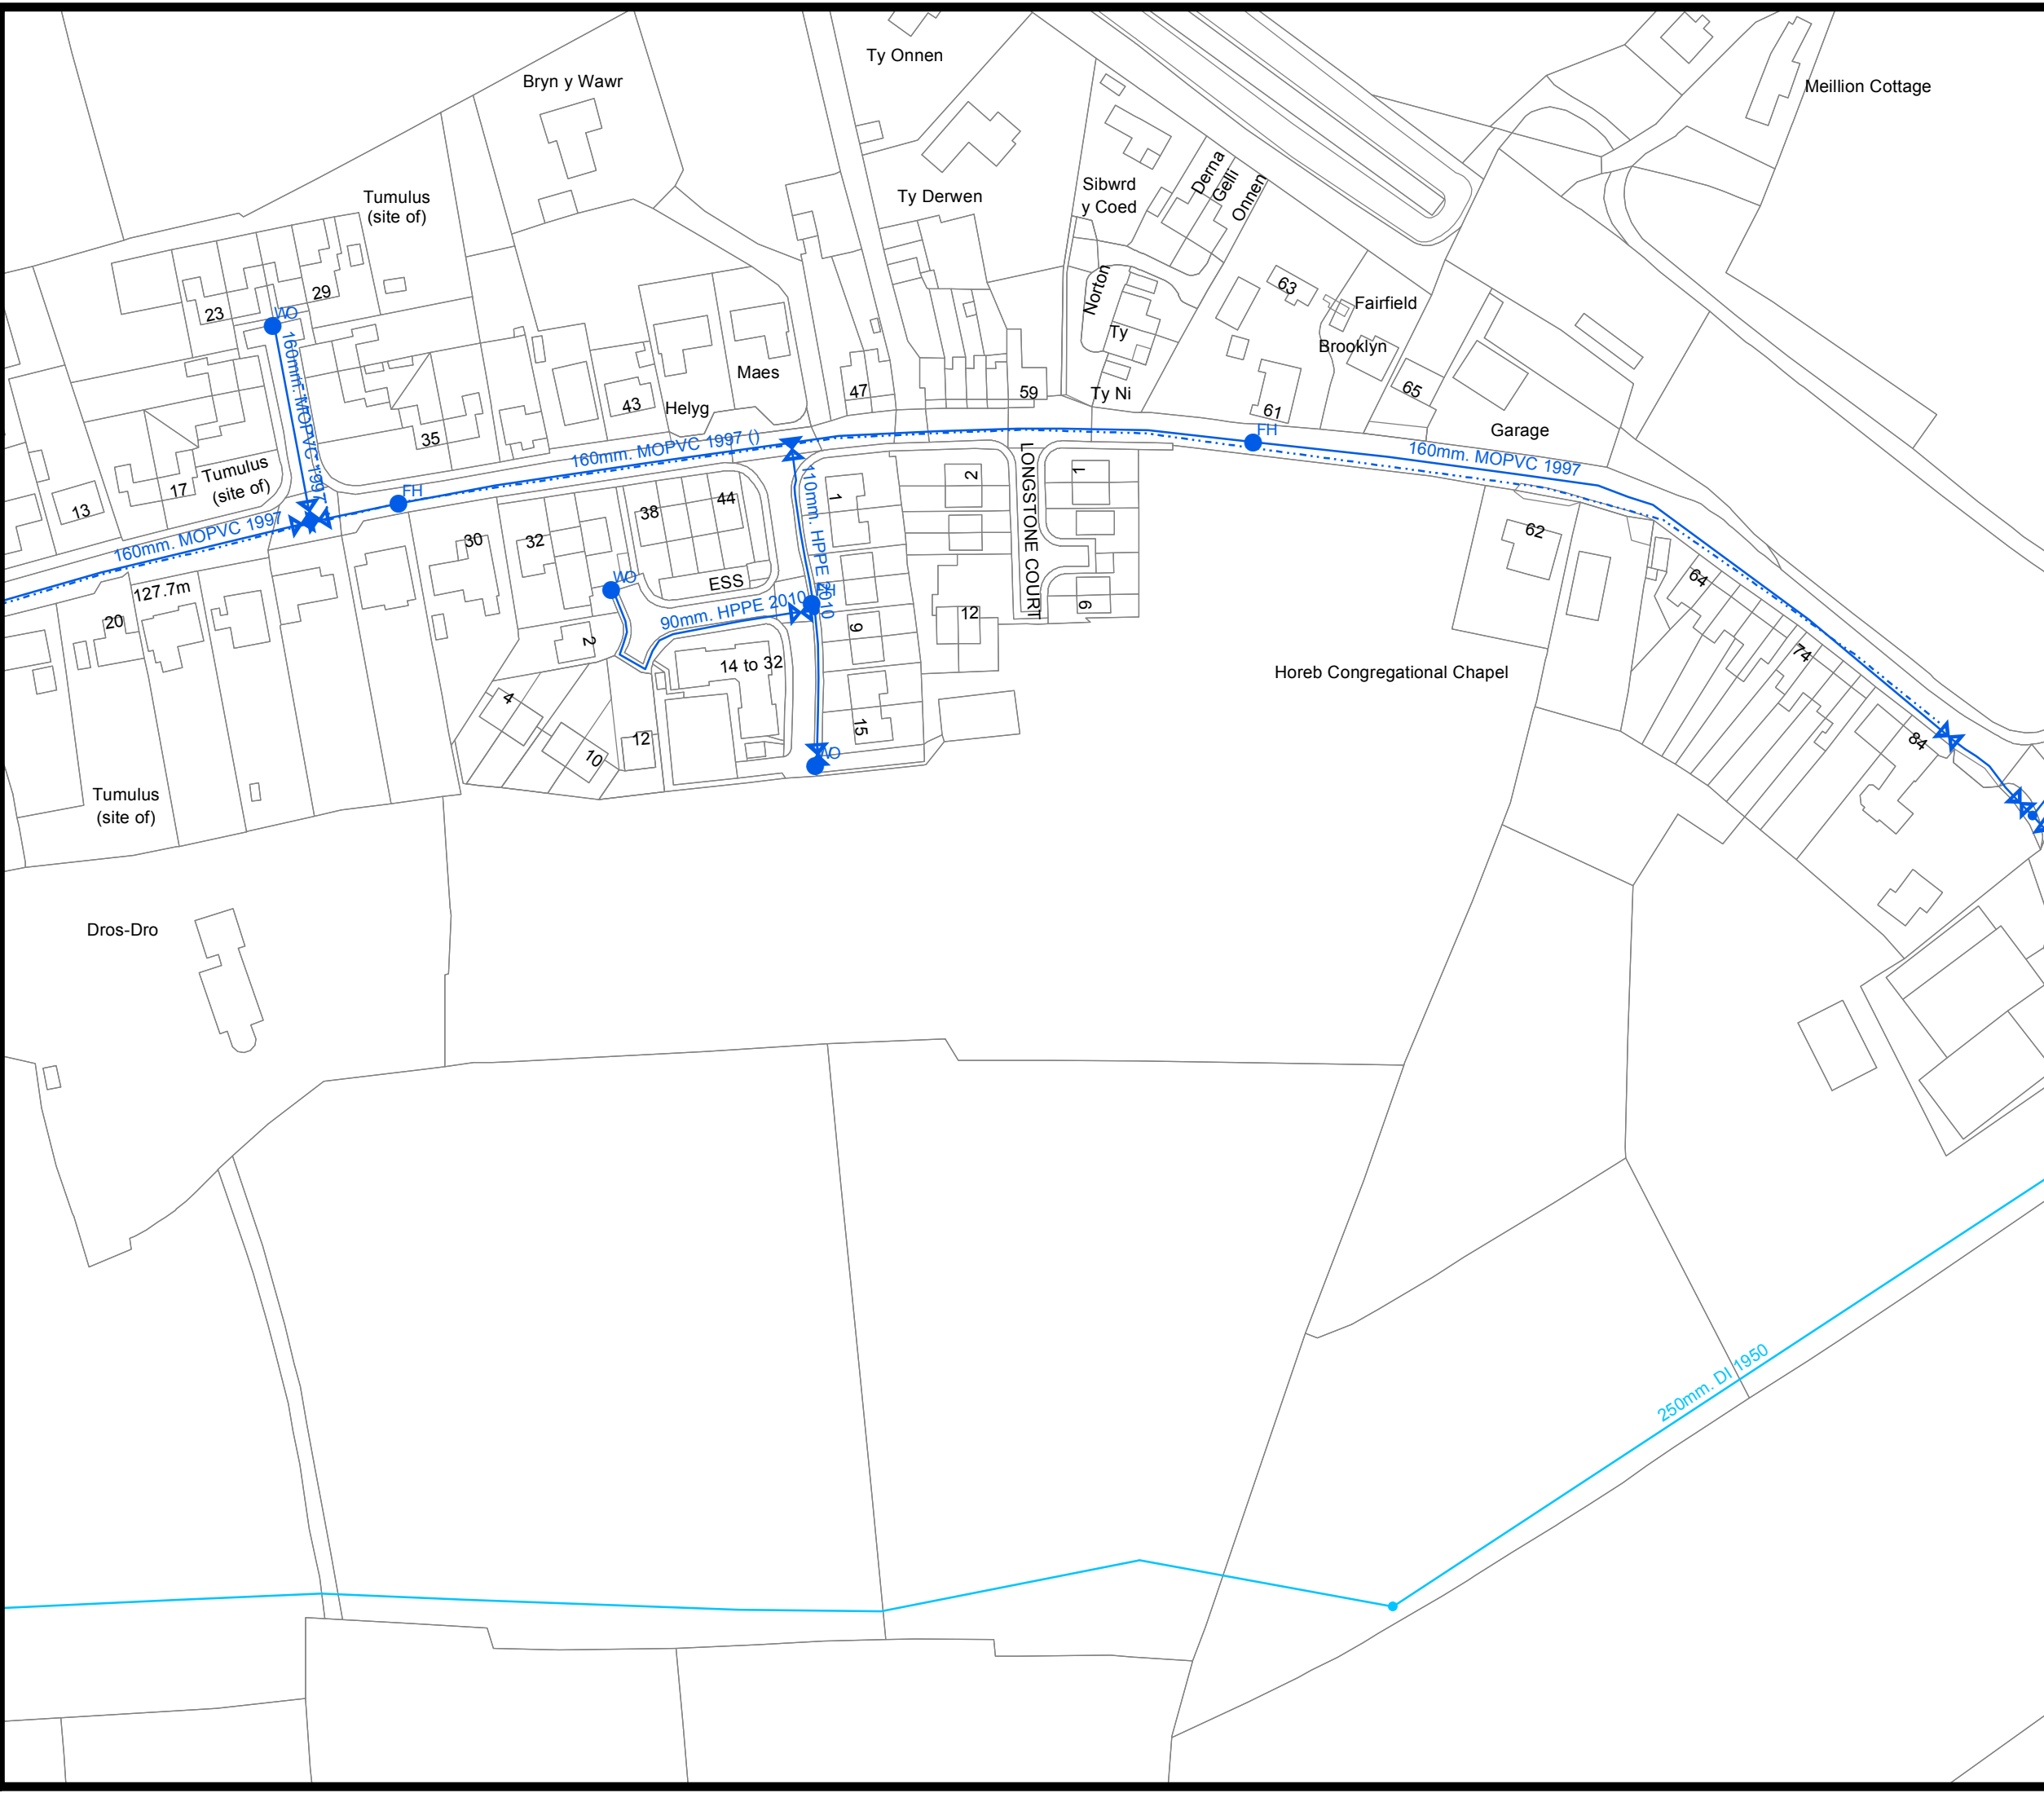 Ty Onnen
Bryn y Wawr
Meillion Cottage
Tumulus
(site of)
Ty Derwen
Sibwrd
y Coed
Derna
Gelli
Onnen
23
29
WO
160mm. MOPVC 1997
Norton
Ty
63
Fairfield
Brooklyn
Maes
43
Helyg
47
59
Ty Ni
61
65
Garage
35
160mm. MOPVC 1997 ()
FH
160mm. MOPVC 1997
Tumulus
(site of)
13
17
FH
160mm. MOPVC 1997
38
44
1
110mm. HPPE 2010
2
LONGSTONE COURT
1
62
30
32
WO
ESS
127.7m
20
90mm. HPPE 2010
FH
2
9
12
6
64
14 to 32
Horeb Congregational Chapel
74
4
10
12
15
WO
84
Tumulus
(site of)
Dros-Dro
250mm. DI 1950